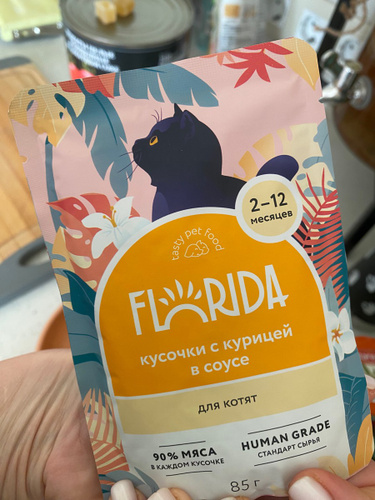 2–12
месяцев
tasty pet food
FLORIDA
кусочки с курицей
в соусе
для котят
90% МЯСА
В КАЖДОМ КУСОЧКЕ
HUMAN GRADE
СТАНДАРТ СЫРЬЯ
85 г